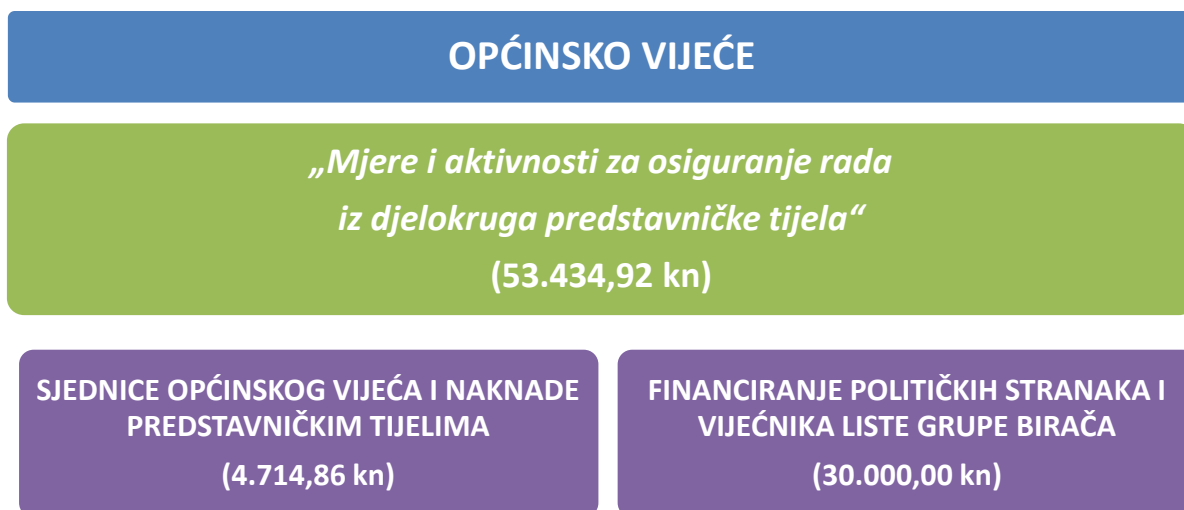 OPĆINSKO VIJEĆE
„Mjere i aktivnosti za osiguranje rada
iz djelokruga predstavničke tijela“
(53.434,92 kn)
SJEDNICE OPĆINSKOG VIJEĆA I NAKNADE
PREDSTAVNIČKIM TIJELIMA
(4.714,86 kn)
FINANCIRANJE POLITIČKIH STRANAKA I
VIJEĆNIKA LISTE GRUPE BIRAČA
(30.000,00 kn)